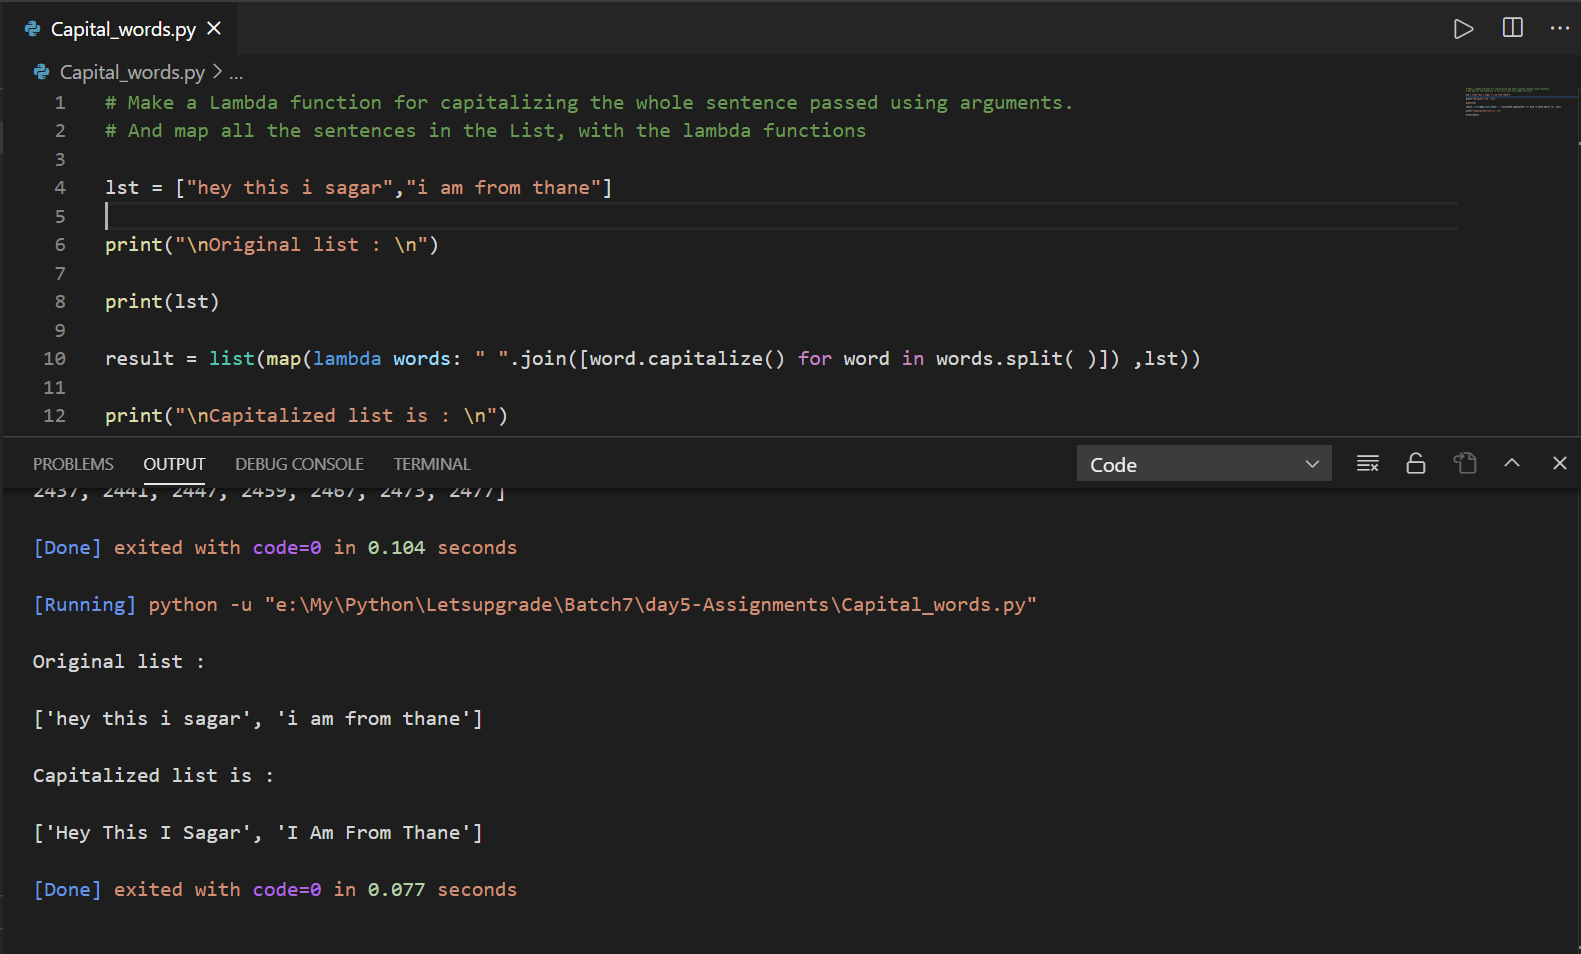 Capital_words.py
Capital_words.py > ...
1 # Make a Lambda function for capitalizing the whole sentence passed using arguments.
2 # And map all the sentences in the List, with the lambda functions
3
4 lst = ["hey this i sagar","i am from thane"]
5
6 print("\nOriginal list : \n")
7
8 print(lst)
9
10 result = list(map(lambda words: " ".join([word.capitalize() for word in words.split( )]) ,lst))
11
12 print("\nCapitalized list is : \n")
PROBLEMS OUTPUT DEBUG CONSOLE TERMINAL Code
2437, 2441, 2447, 2459, 2467, 2473, 2477]
[Done] exited with code=0 in 0.104 seconds
[Running] python -u "e:\My\Python\Letsupgrade\Batch7\day5-Assignments\Capital_words.py"
Original list :
['hey this i sagar', 'i am from thane']
Capitalized list is :
['Hey This I Sagar', 'I Am From Thane']
[Done] exited with code=0 in 0.077 seconds